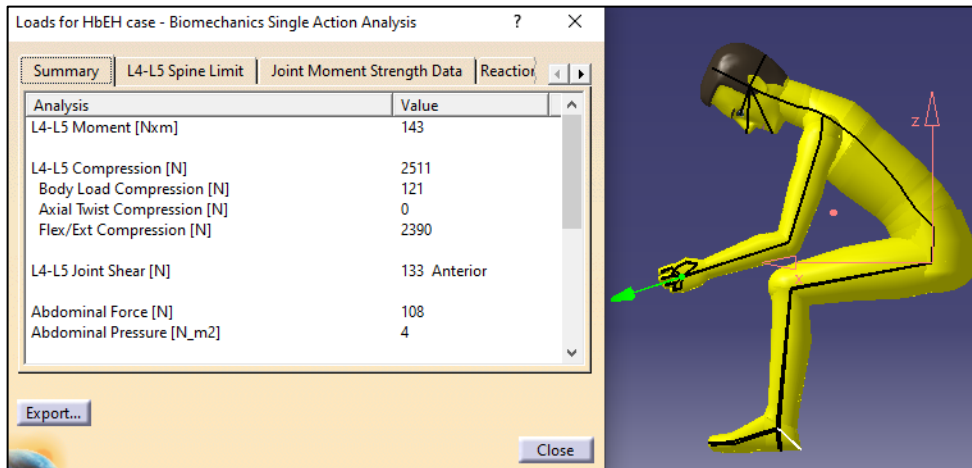 Loads for HbEH case - Biomechanics Single Action Analysis ? ×
Summary L4-L5 Spine Limit Joint Moment Strength Data Reaction
Analysis Value
L4-L5 Moment [Nxm] 143
L4-L5 Compression [N] 2511
Body Load Compression [N] 121
Axial Twist Compression [N] 0
Flex/Ext Compression [N] 2390
L4-L5 Joint Shear [N] 133 Anterior
Abdominal Force [N] 108
Abdominal Pressure [N_m2] 4
Export...
Close
z
x